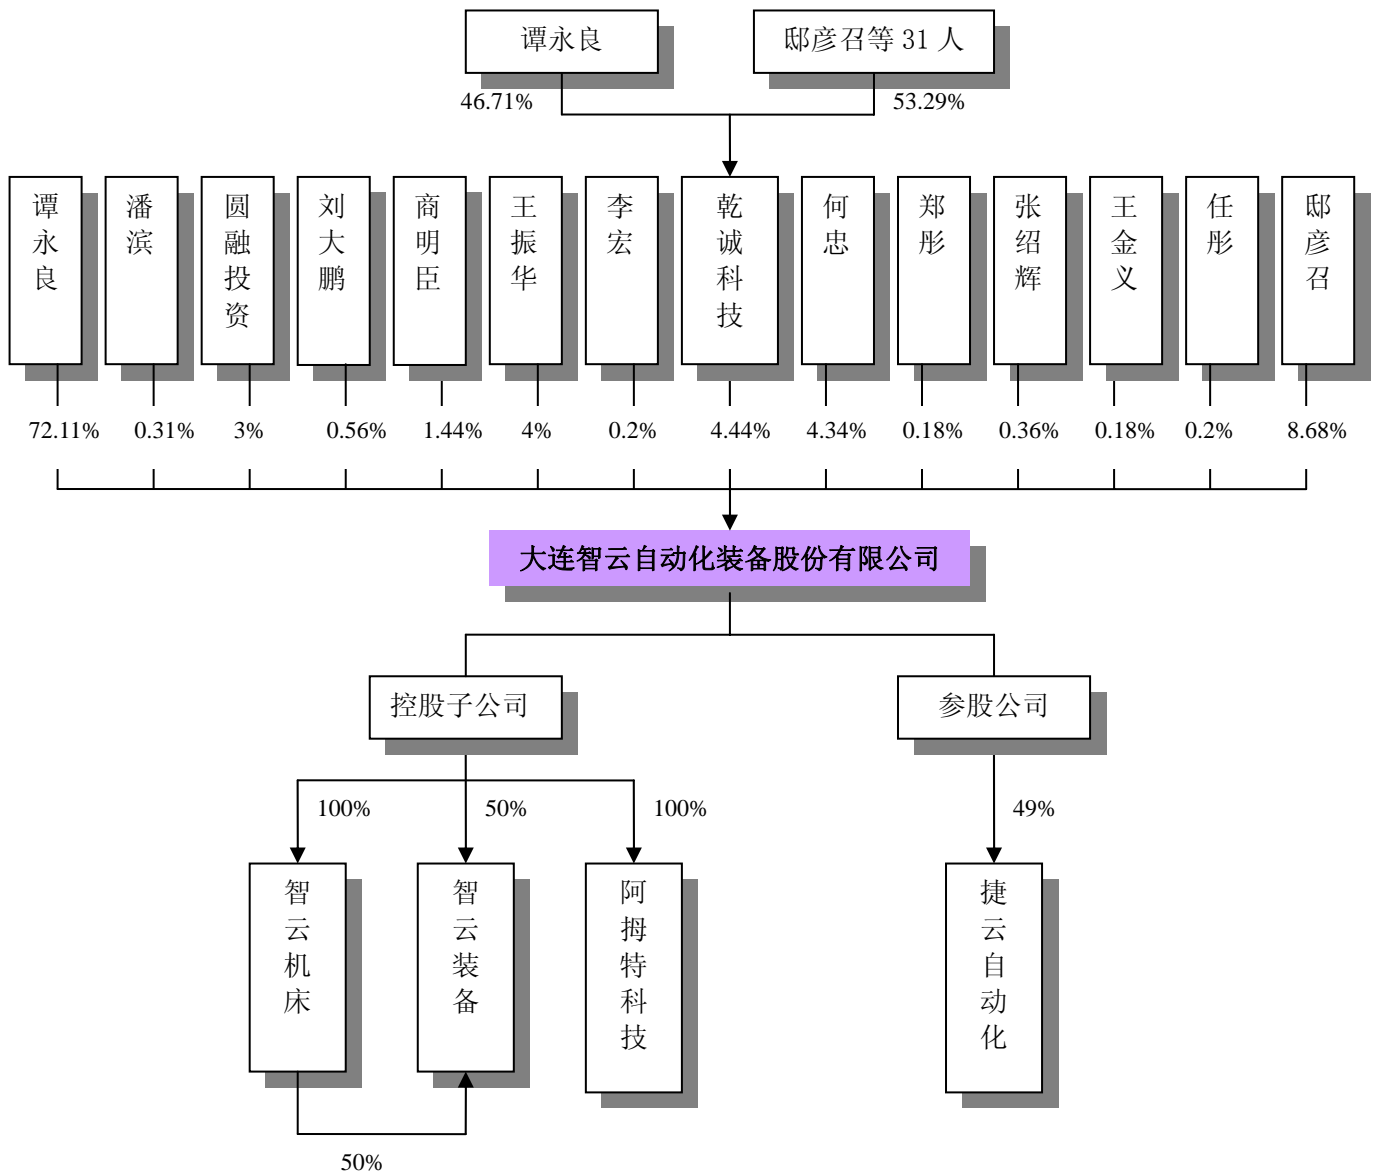 谭永良
邸彦召等 31 人
46.71%
53.29%
谭永良
潘滨
圆融投资
刘大鹏
商明臣
王振华
李宏
乾诚科技
何忠
郑彤
张绍辉
王金义
任彤
邸彦召
72.11%
0.31%
3%
0.56%
1.44%
4%
0.2%
4.44%
4.34%
0.18%
0.36%
0.18%
0.2%
8.68%
大连智云自动化装备股份有限公司
控股子公司
参股公司
100%
50%
100%
49%
智云机床
智云装备
阿拇特科技
捷云自动化
50%